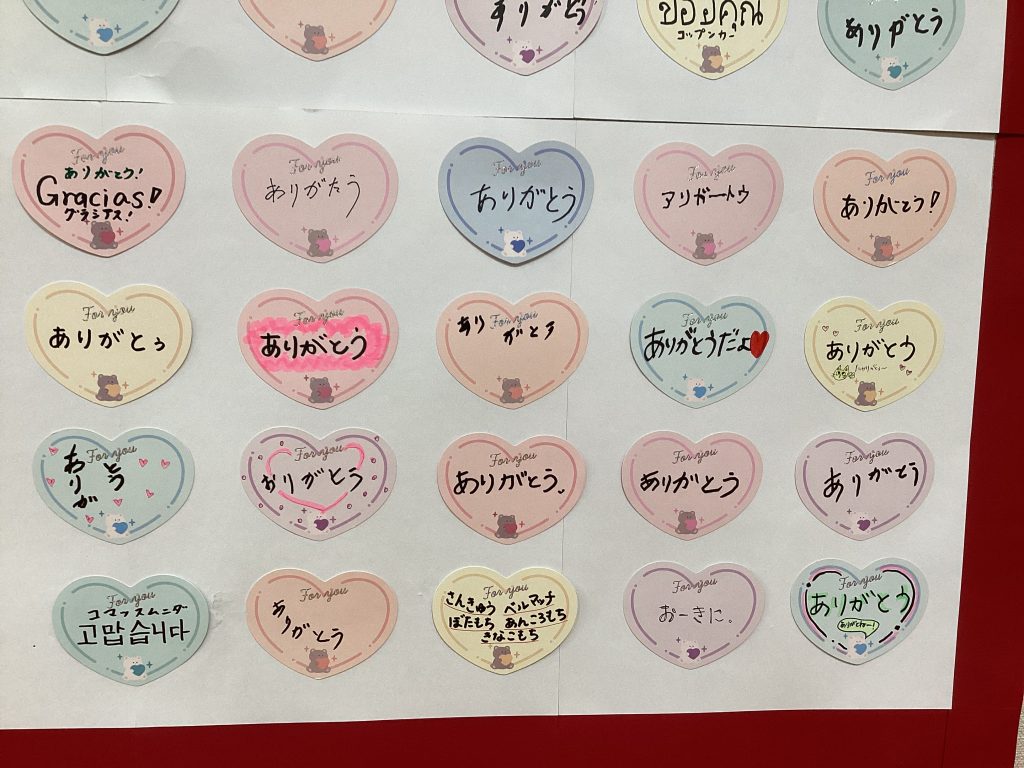 ありがとう
ขอบคุณ
コップンカー
ありがとう
For you
ありがとう!
Gracias!
グラシアス!
For you
ありがとう
For you
ありがとう
For you
アリガートウ
For you
ありがとう!
For you
ありがとぅ
For you
ありがとう
For you
あり
がとう
For you
ありがとうだよ
For you
ありがとう
For you
ありが
とう
For you
ありがとう
For you
ありがとう。
For you
ありがとう
For you
ありがとう
For you
コマプスムニダー
고맙습니다
For you
あ
り
がとう
For you
さんきゅう ベルマッチ
ぼたもち あんころもち
きなこもち
For you
おーきに。
For you
ありがとう